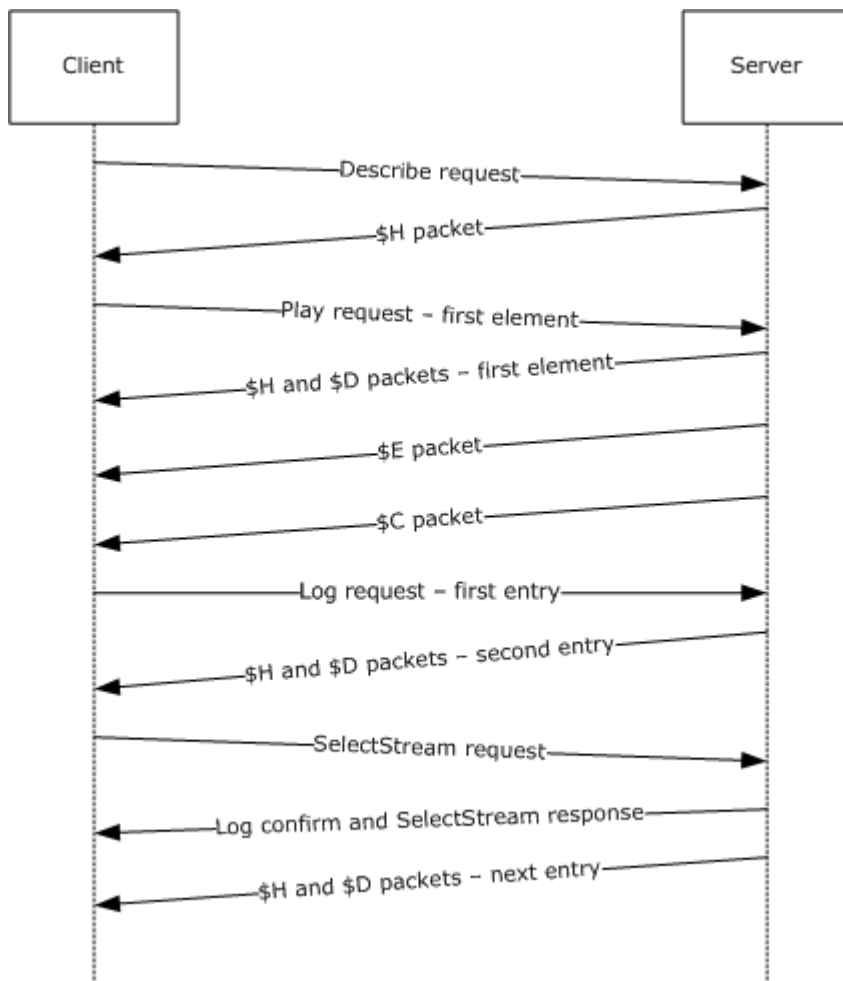 Client
Server
Describe request
$H packet
Play request – first element
$H and $D packets – first element
$E packet
$C packet
Log request – first entry
$H and $D packets – second entry
SelectStream request
Log confirm and SelectStream response
$H and $D packets – next entry